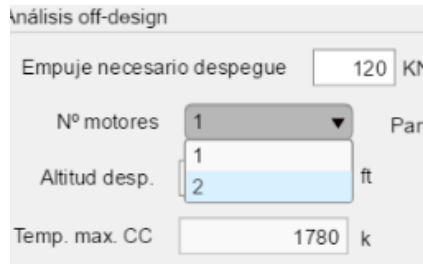 Análisis off-design
Empuje necesario despegue 120 KN
Nº motores 1 Par
1
Altitud desp. ft
2
Temp. max. CC 1780 k